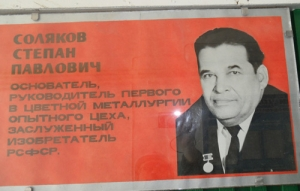 СОЛЯКОВ
СТЕПАН
ПАВЛОВИЧ
ОСНОВАТЕЛЬ,
РУКОВОДИТЕЛЬ ПЕРВОГО
В ЦВЕТНОЙ МЕТАЛЛУРГИИ
ОПЫТНОГО ЦЕХА,
ЗАСЛУЖЕННЫЙ
ИЗОБРЕТАТЕЛЬ
РСФСР.